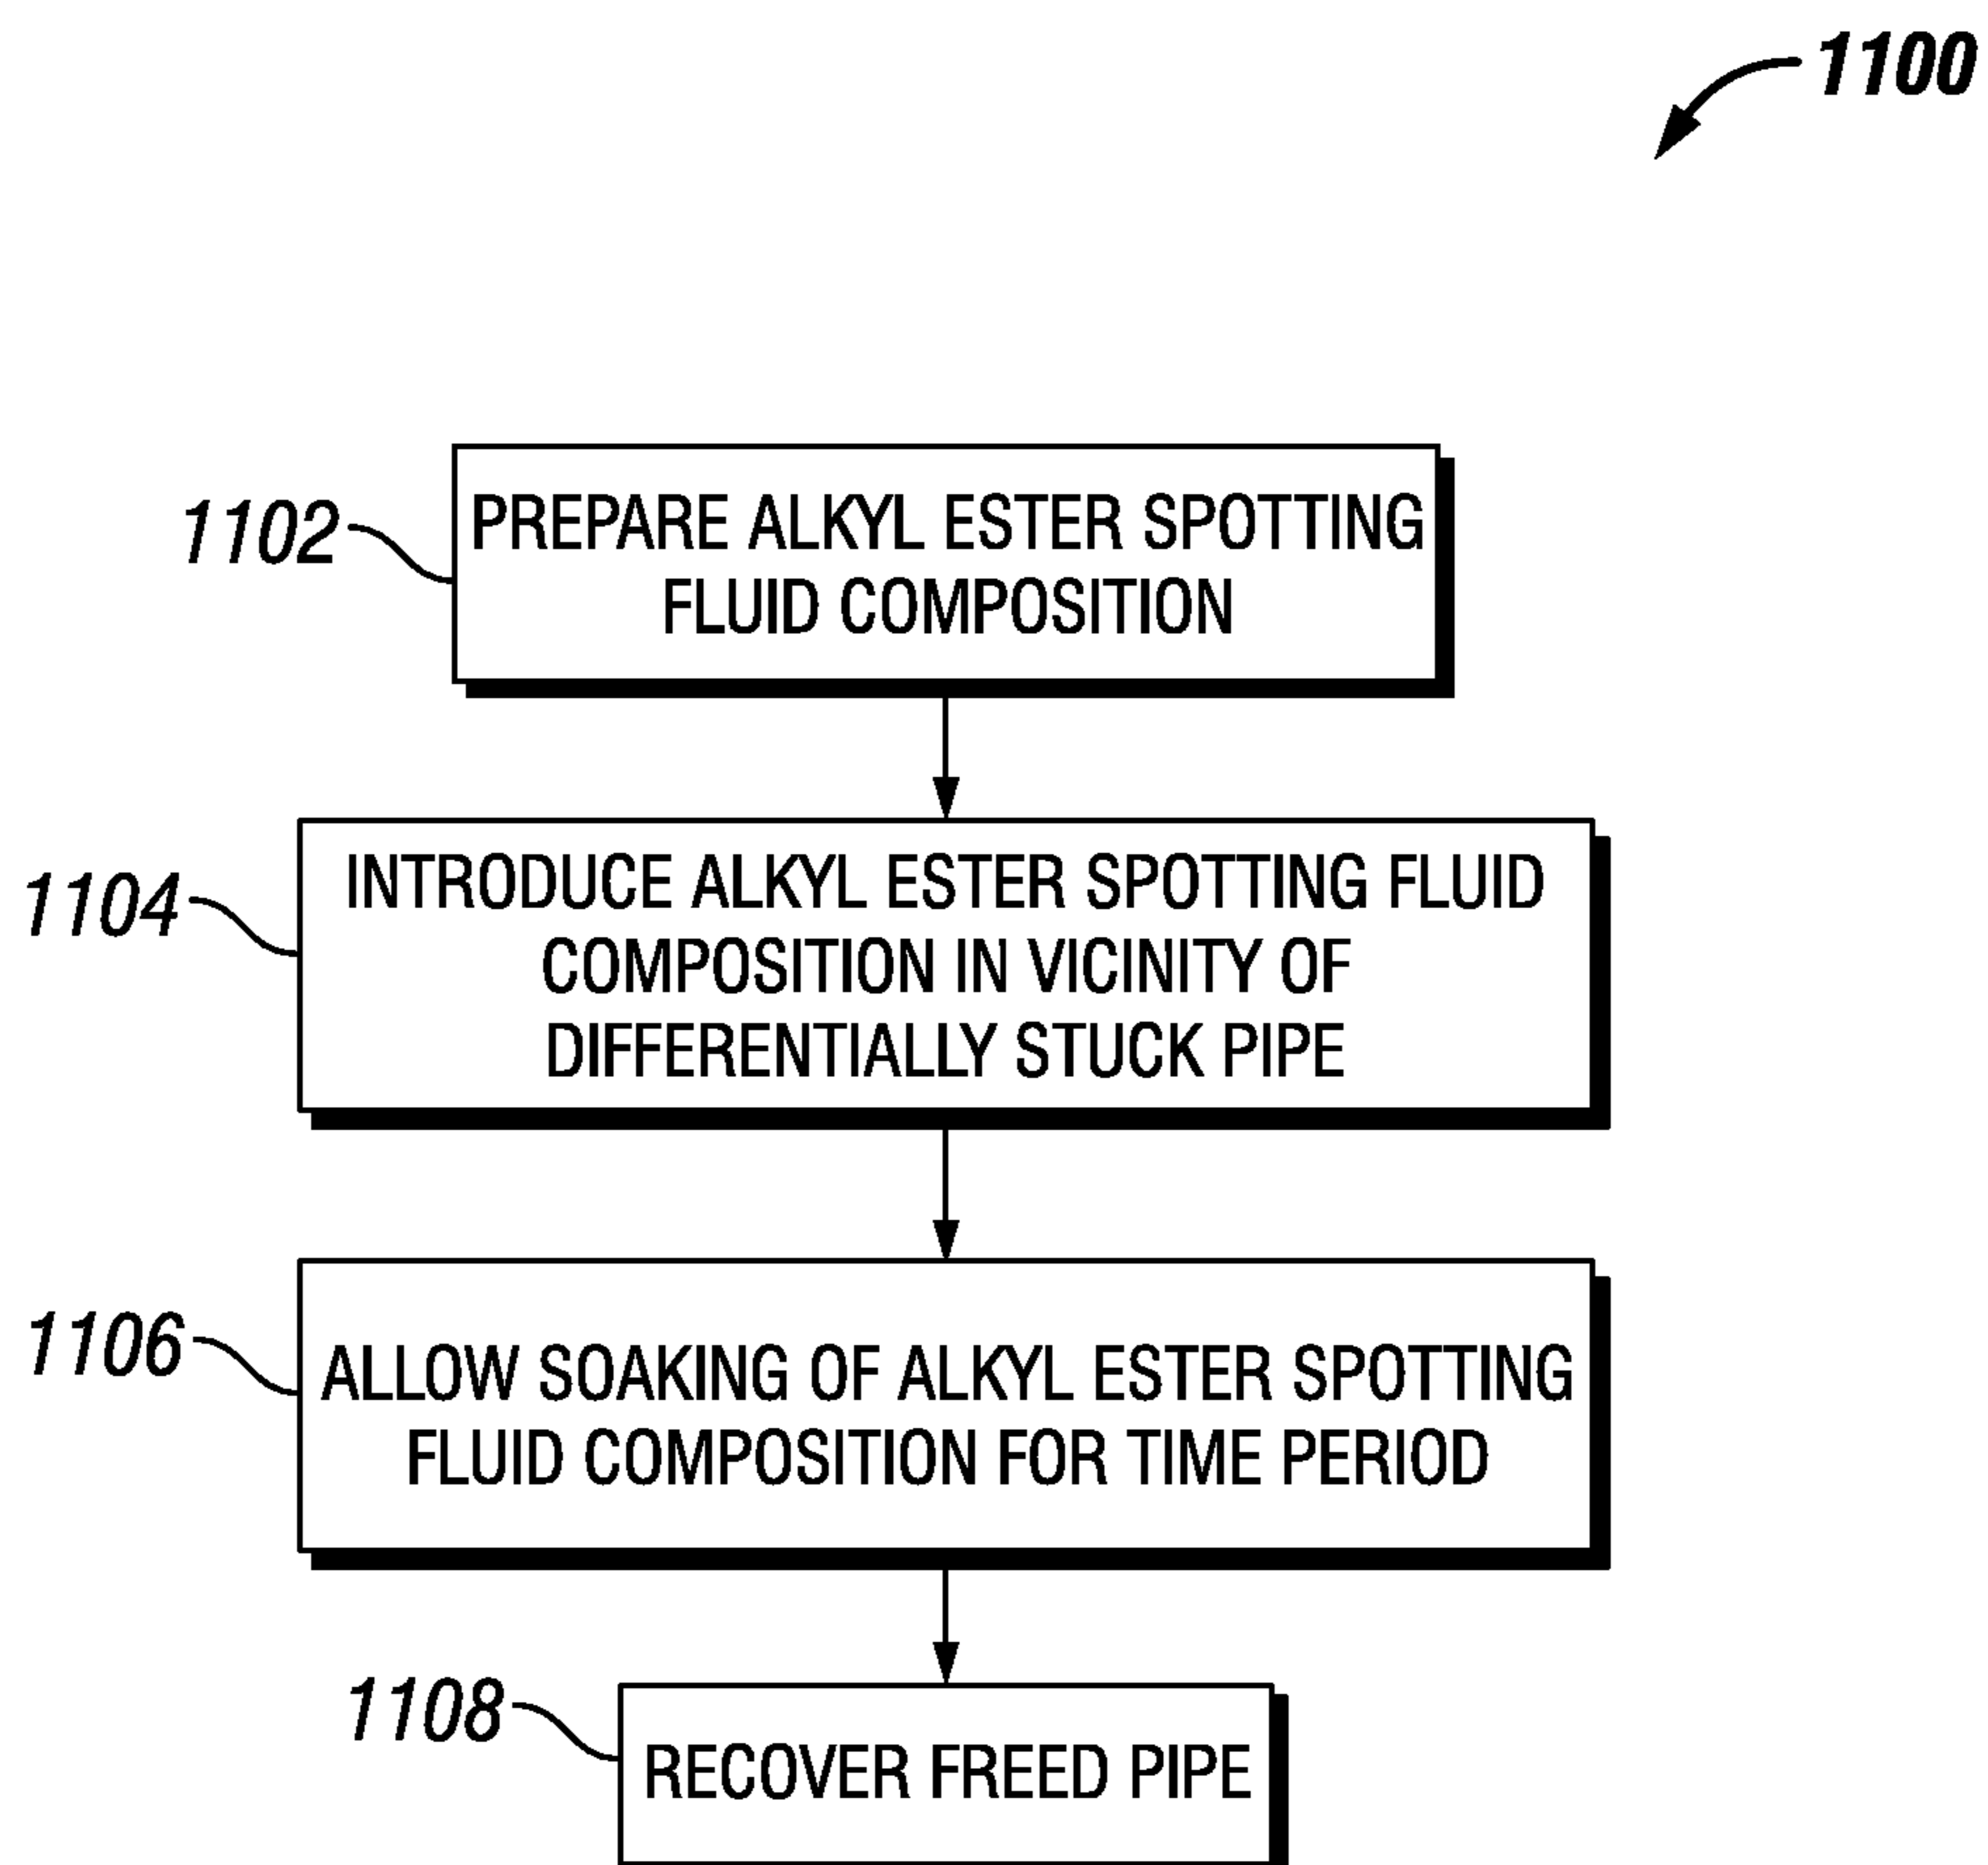 1100
1102
PREPARE ALKYL ESTER SPOTTING
FLUID COMPOSITION
1104
INTRODUCE ALKYL ESTER SPOTTING FLUID
COMPOSITION IN VICINITY OF
DIFFERENTIALLY STUCK PIPE
1106
ALLOW SOAKING OF ALKYL ESTER SPOTTING
FLUID COMPOSITION FOR TIME PERIOD
1108
RECOVER FREED PIPE